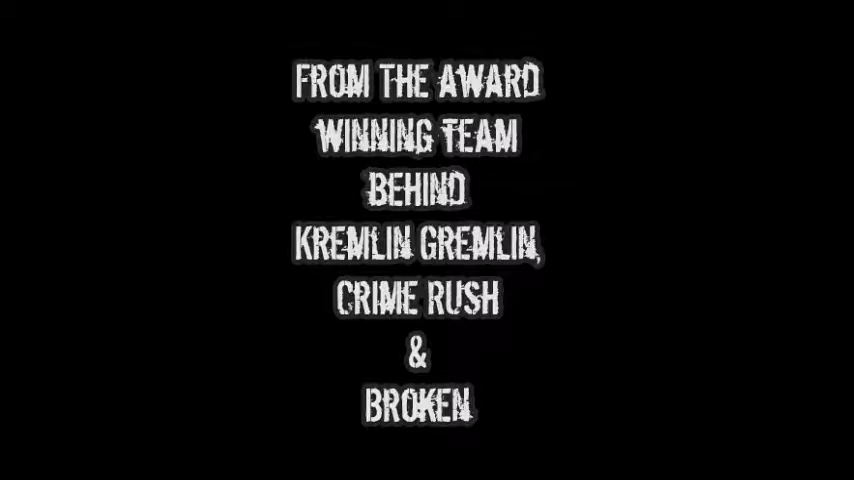 FROM THE AWARD
WINNING TEAM
BEHIND
KREMLIN GREMLIN,
CRIME RUSH
&
BROKEN